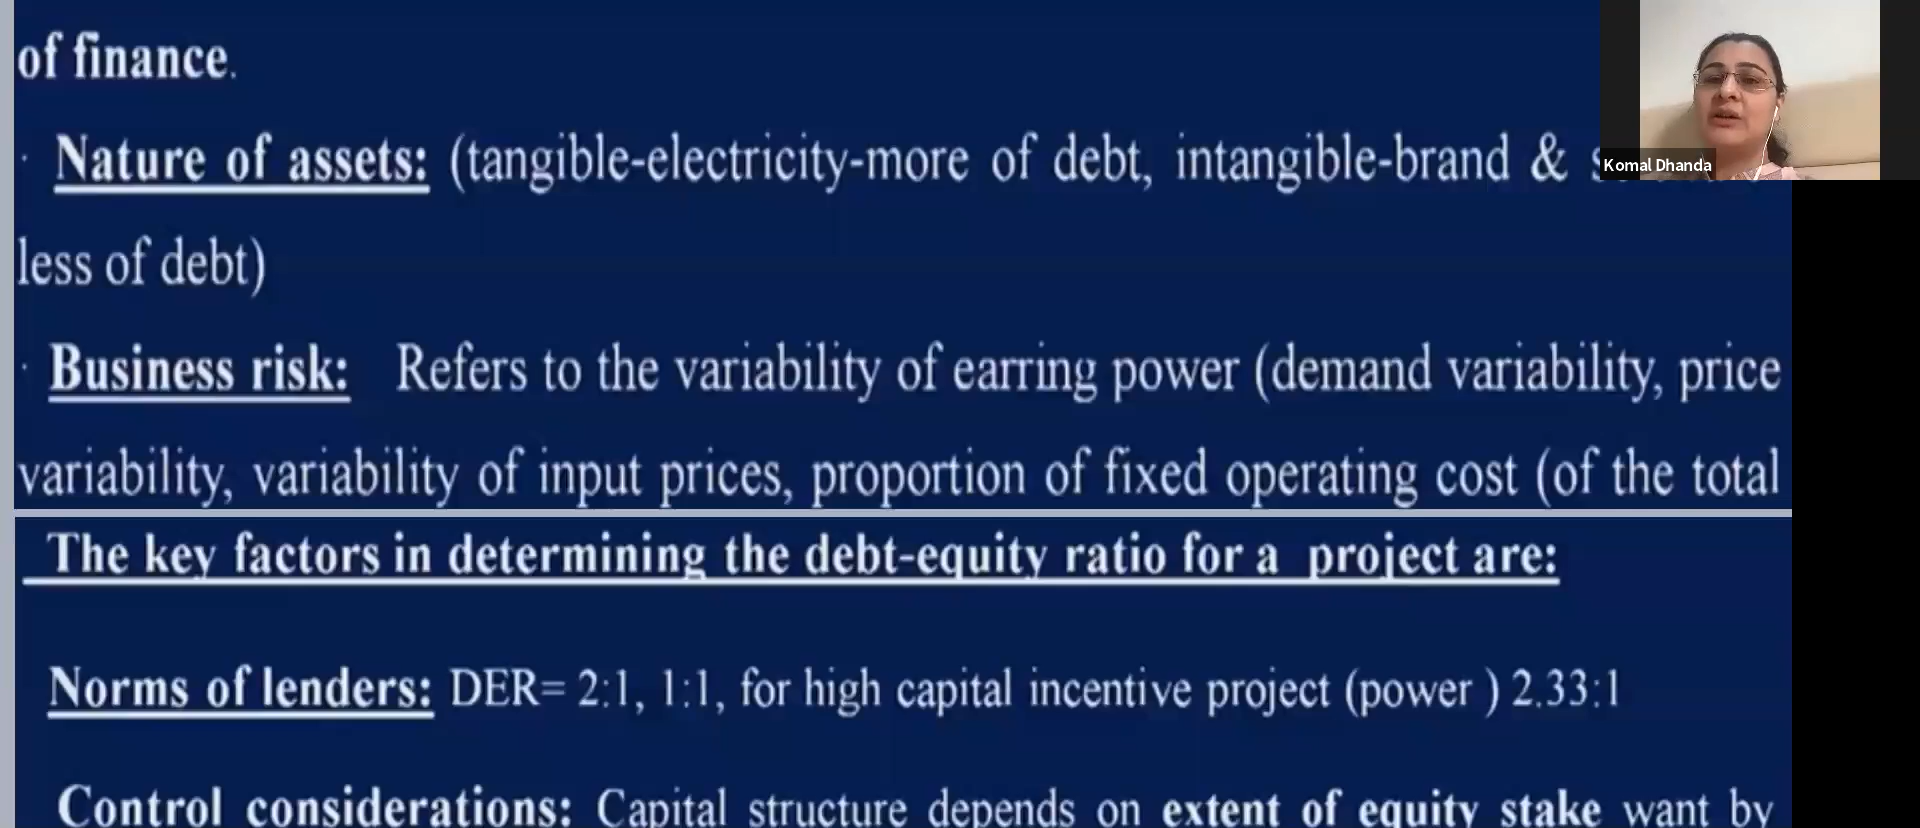 of finance.
· Nature of assets: (tangible-electricity-more of debt, intangible-brand &
less of debt)
· Business risk: Refers to the variability of earring power (demand variability, price
variability, variability of input prices, proportion of fixed operating cost (of the total
The key factors in determining the debt-equity ratio for a project are:
Norms of lenders: DER= 2:1, 1:1, for high capital incentive project (power ) 2.33:1
Control considerations: Capital structure depends on extent of equity stake want by
Komal Dhanda